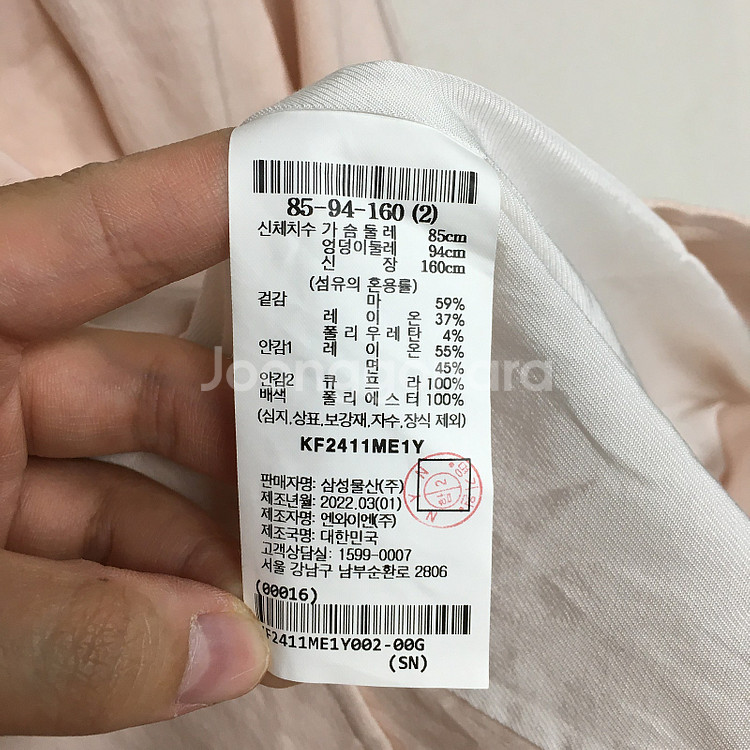 85-94-160 (2)
신체치수 가 슴 둘 레 85cm
엉덩이둘레 94cm
신 장 160cm
(섬유의 혼용률)
겉감 마 59%
레 이 온 37%
폴 리 우 레 탄 4%
안감1 레 이 온 55%
면 45%
안감2 큐 프 라 100%
배색 폴 리 에 스 터 100%
(심지,상표,보강재,자수,장식 제외)
KF2411ME1Y
판매자명: 삼성물산(주)
제조년월: 2022.03(01)
제조자명: 엔와이엔(주)
제조국명: 대한민국
고객상담실: 1599-0007
서울 강남구 남부순환로 2806
(00016)
KF2411ME1Y002-00G
(SN)
N Y N